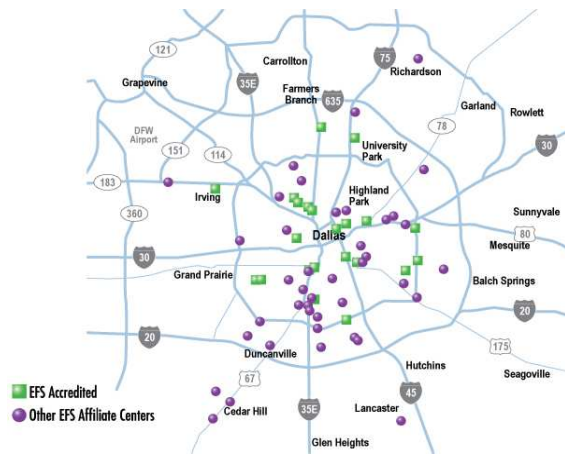 121
Carrollton
75
Richardson
Grapevine
35E
Farmers
Branch
635
Garland
Rowlett
78
DFW
Airport
151
114
University
Park
30
183
Irving
Highland
Park
360
Sunnyvale
80
Dallas
Mesquite
30
Grand Prairie
Balch Springs
20
20
Duncanville
175
Hutchins
Seagoville
67
EFS Accredited
Other EFS Affiliate Centers
Cedar Hill
35E
Lancaster
45
Glen Heights